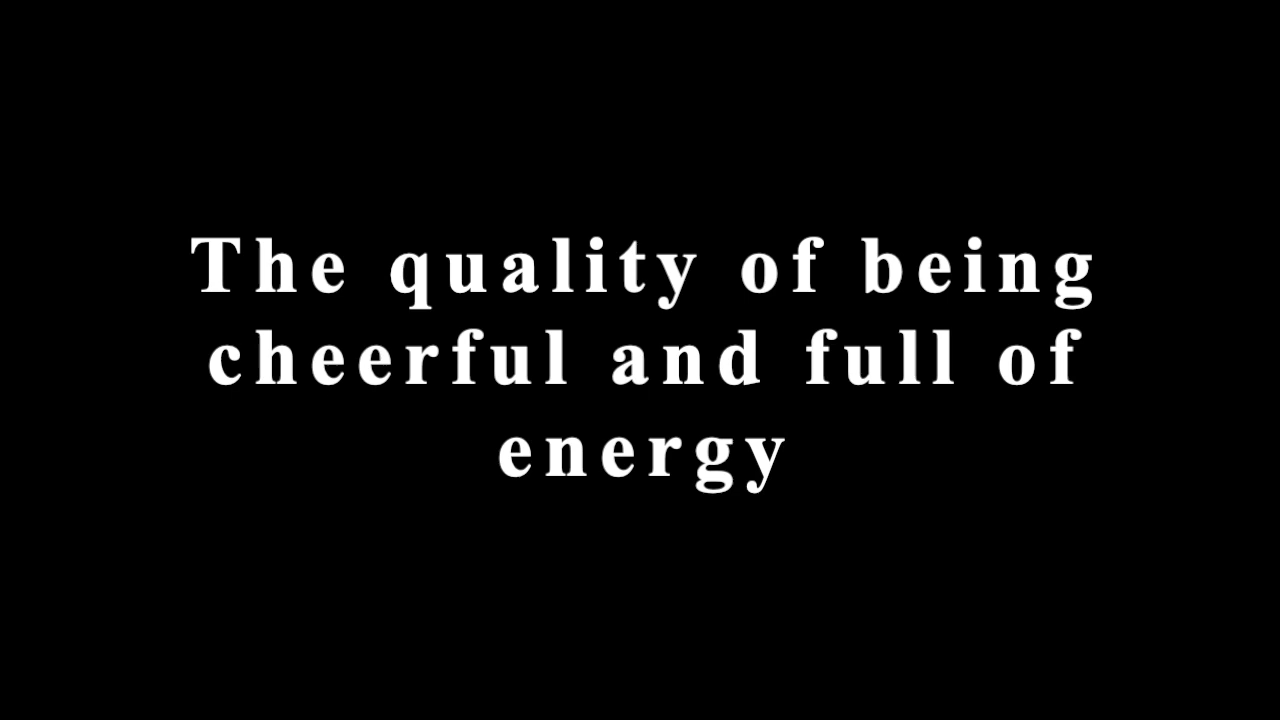 The quality of being
cheerful and full of
energy